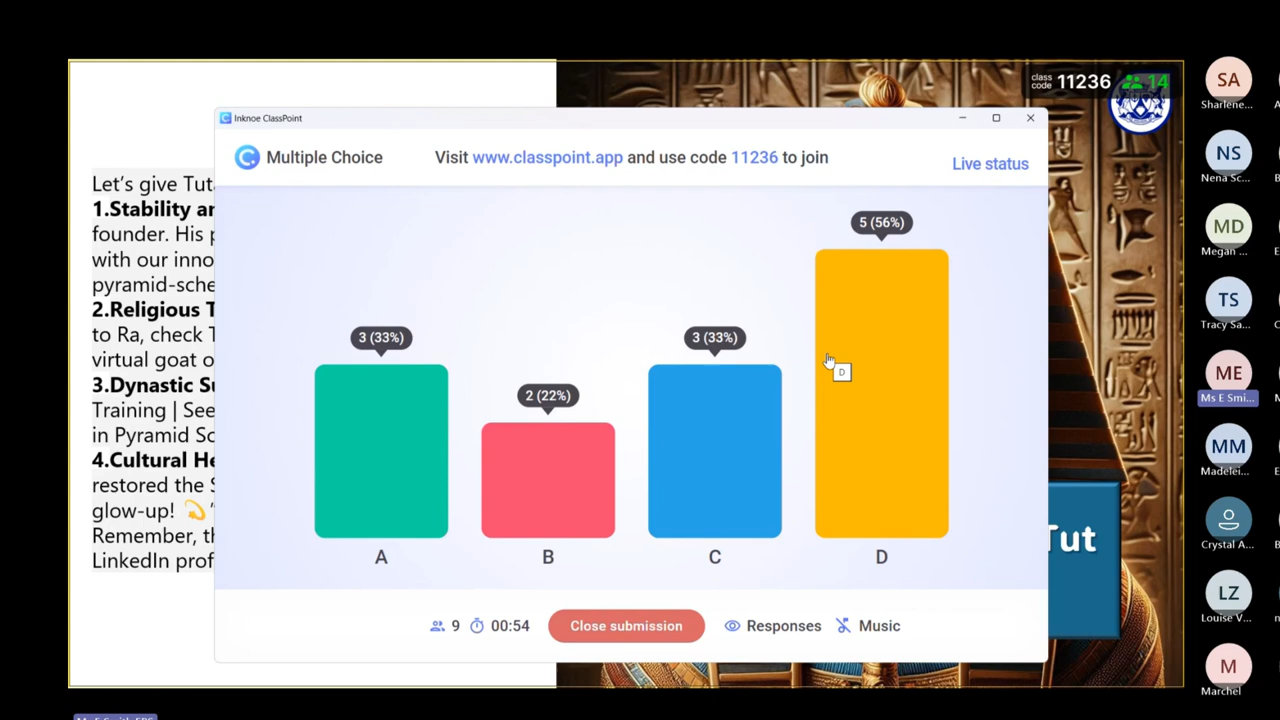 class code 11236 14
Inknoe ClassPoint
Multiple Choice
Visit www.classpoint.app and use code 11236 to join
Live status
Let's give Tut
1.Stability a
founder. His p
with our inno
pyramid-sche
2.Religious T
to Ra, check T
virtual goat o
3.Dynastic Su
Training | See
in Pyramid Sc
4.Cultural He
restored the S
glow-up! 💫 "
Remember, th
LinkedIn prof
5 (56%)
3 (33%)
3 (33%)
2 (22%)
D
A
B
C
D
Tut
9 00:54 Close submission Responses Music
SA
Sharlene...
NS
Nena Sc...
MD
Megan ...
TS
Tracy Sa...
ME
Ms E Smi...
MM
Madelei...
Crystal A...
LZ
Louise V...
M
Marchel